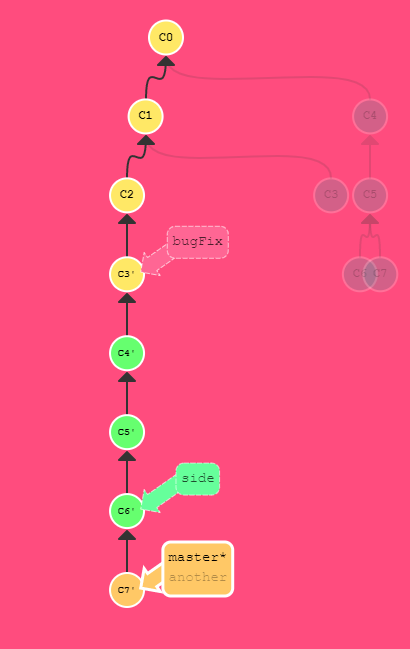 C0
C1
C4
C2
C3
C5
bugFix
C3'
C6
C7
C4'
C5'
side
C6'
master*
another
C7'